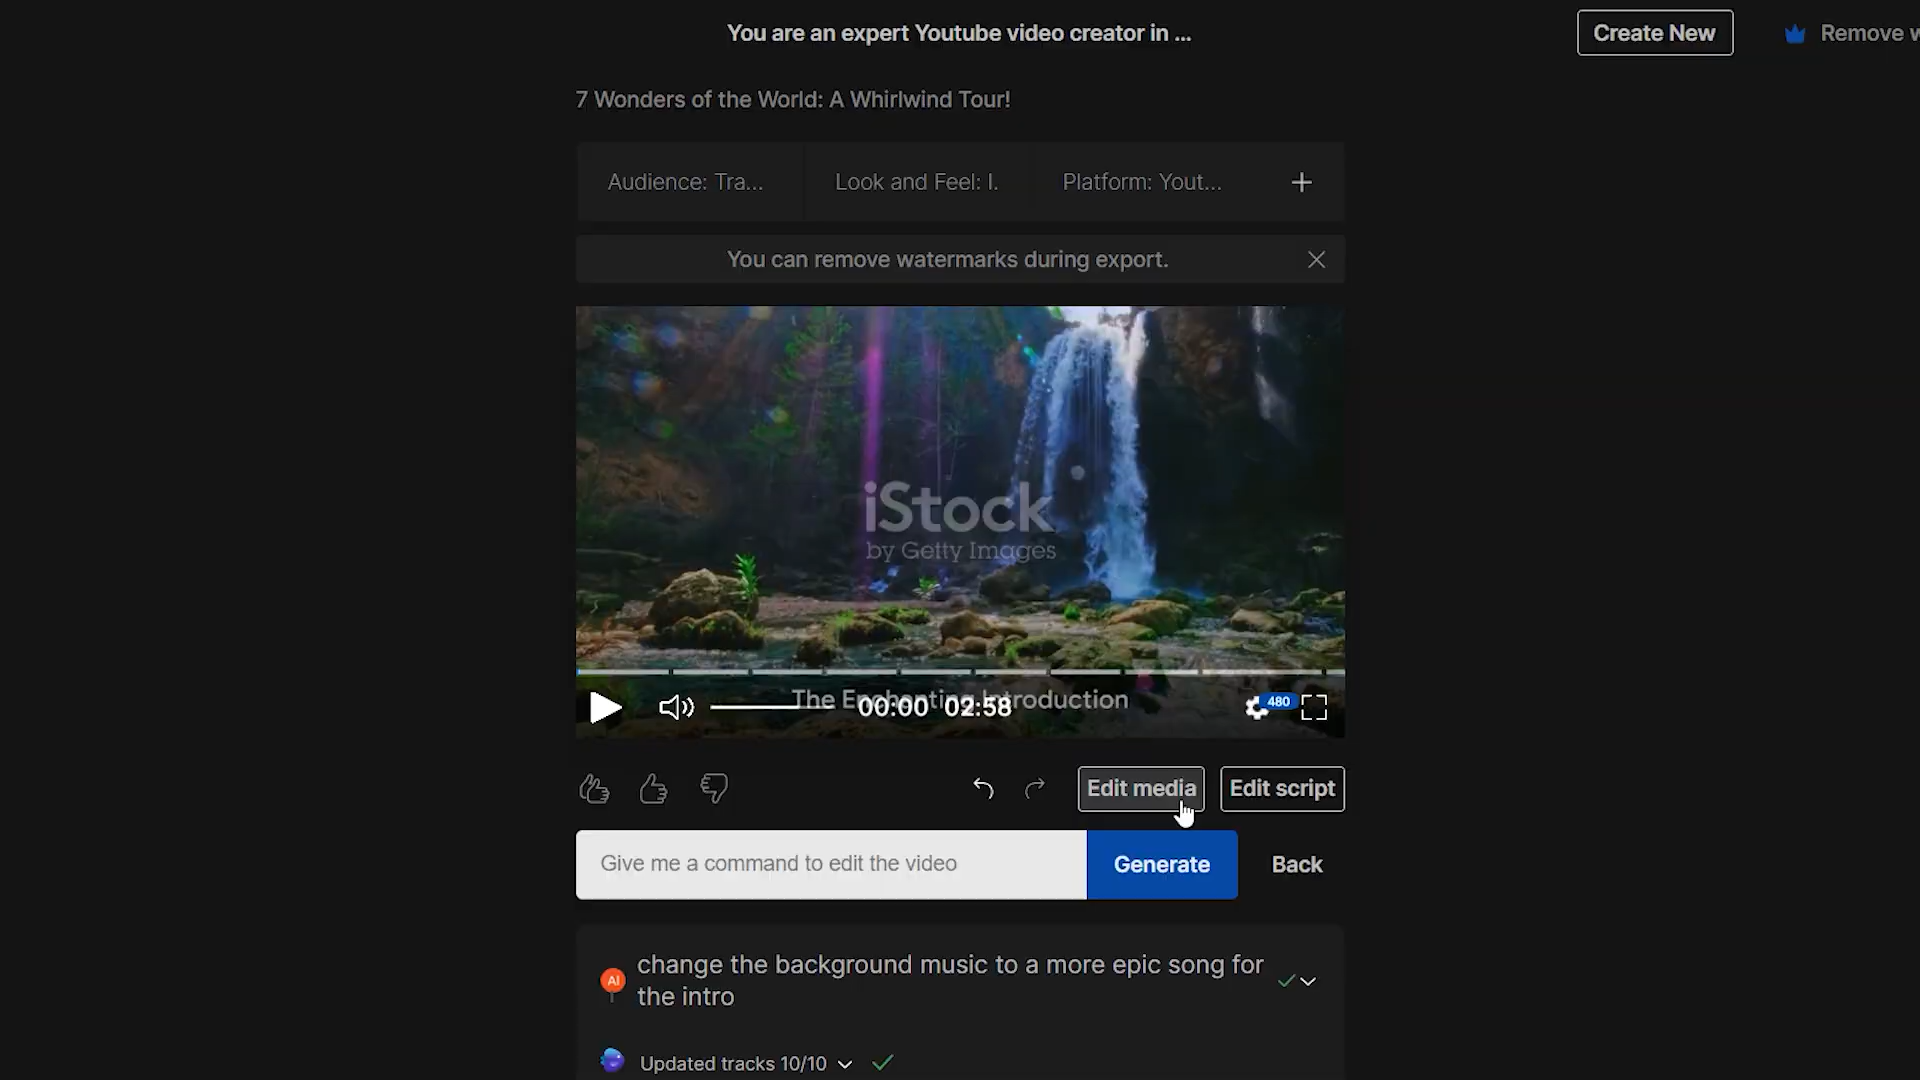 You are an expert Youtube video creator in ...
Create New
Remove w
7 Wonders of the World: A Whirlwind Tour!
Audience: Tra...
Look and Feel: I.
Platform: Yout...
You can remove watermarks during export.
iStock
by Getty Images
The Enchanting Introduction
00:00 02:58
480
Edit media
Edit script
Give me a command to edit the video
Generate
Back
AI
change the background music to a more epic song for
the intro
Updated tracks 10/10